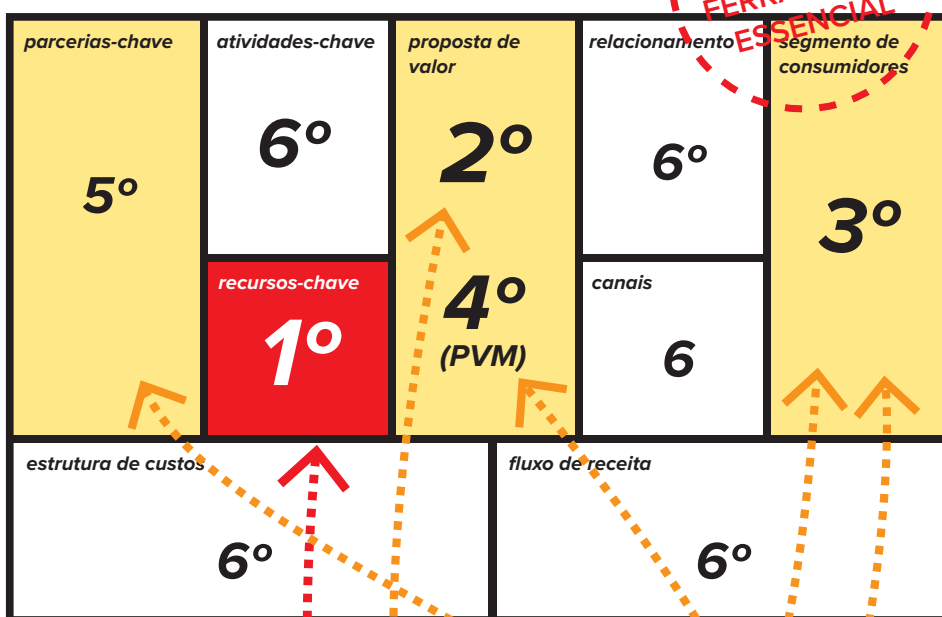 ESSENCIAL
parcerias-chave
5º
atividades-chave
6º
recursos-chave
1º
proposta de
valor
2º
4º
(PVM)
relacionamento
6º
canais
6
segmento de
consumidores
3º
estrutura de custos
6º
fluxo de receita
6º